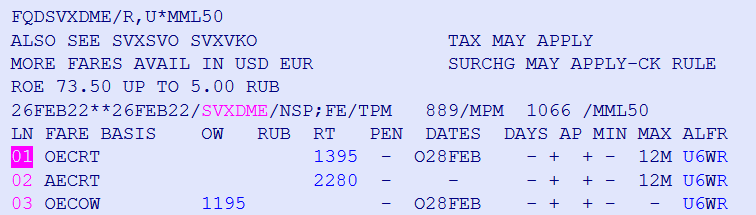 FQDSVXDME/R,U*MML50
ALSO SEE SVXSVO SVXVKO TAX MAY APPLY
MORE FARES AVAIL IN USD EUR SURCHG MAY APPLY-CK RULE
ROE 73.50 UP TO 5.00 RUB
26FEB22**26FEB22/SVXDME/NSP;FE/TPM 889/MPM 1066 /MML50
LN FARE BASIS OW RUB RT PEN DATES DAYS AP MIN MAX ALFR
01 OECRT 1395 - O28FEB - + + - 12M U6WR
02 AECRT 2280 - - - + + - 12M U6WR
03 OECOW 1195 - O28FEB - + + - - U6WR